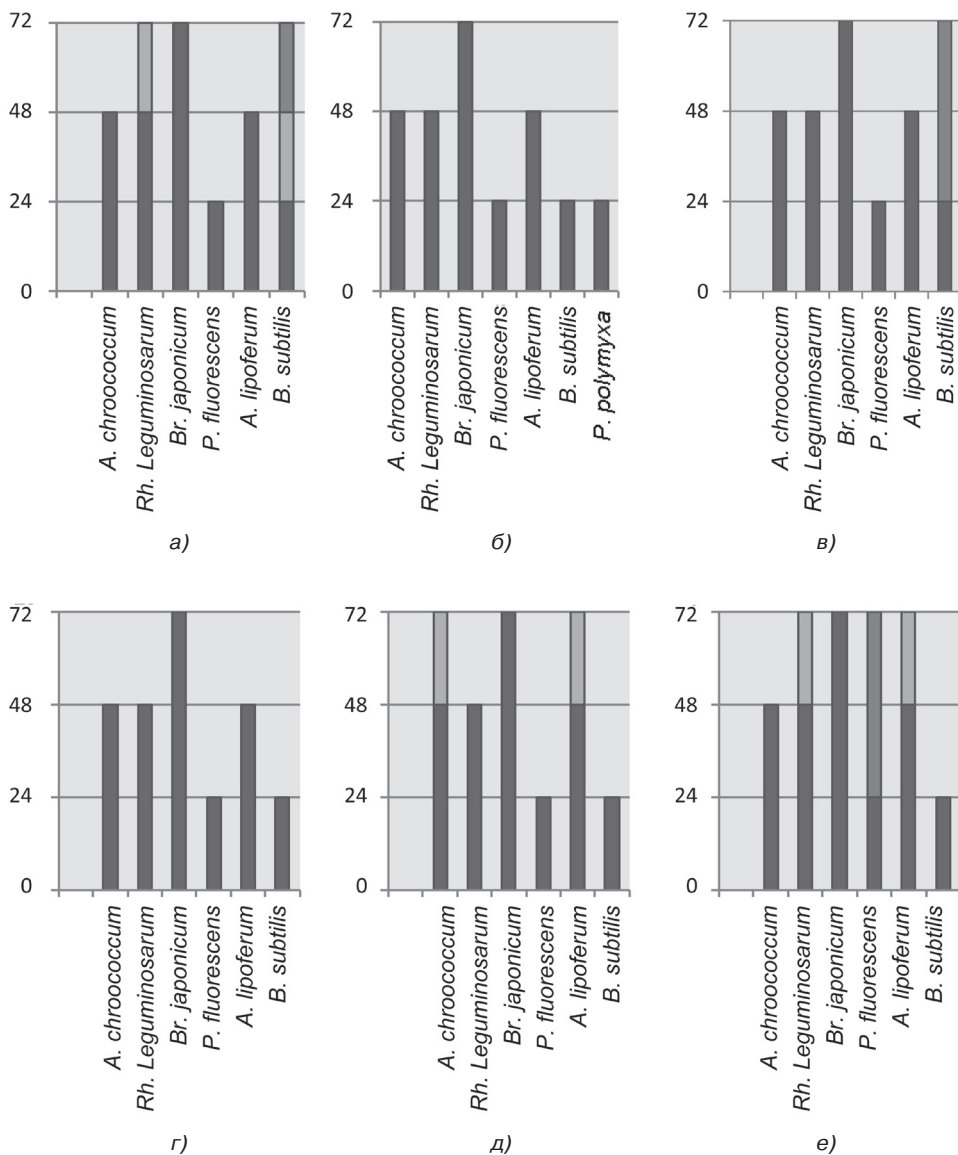 72
48
24
0
A. chroococcum
Rh. Leguminosarum
Br. japonicum
P. fluorescens
A. lipoferum
B. subtilis
а)
72
48
24
0
A. chroococcum
Rh. Leguminosarum
Br. japonicum
P. fluorescens
A. lipoferum
B. subtilis
P. polymyxa
б)
72
48
24
0
A. chroococcum
Rh. Leguminosarum
Br. japonicum
P. fluorescens
A. lipoferum
B. subtilis
в)
72
48
24
0
A. chroococcum
Rh. Leguminosarum
Br. japonicum
P. fluorescens
A. lipoferum
B. subtilis
г)
72
48
24
0
A. chroococcum
Rh. Leguminosarum
Br. japonicum
P. fluorescens
A. lipoferum
B. subtilis
д)
72
48
24
0
A. chroococcum
Rh. Leguminosarum
Br. japonicum
P. fluorescens
A. lipoferum
B. subtilis
е)